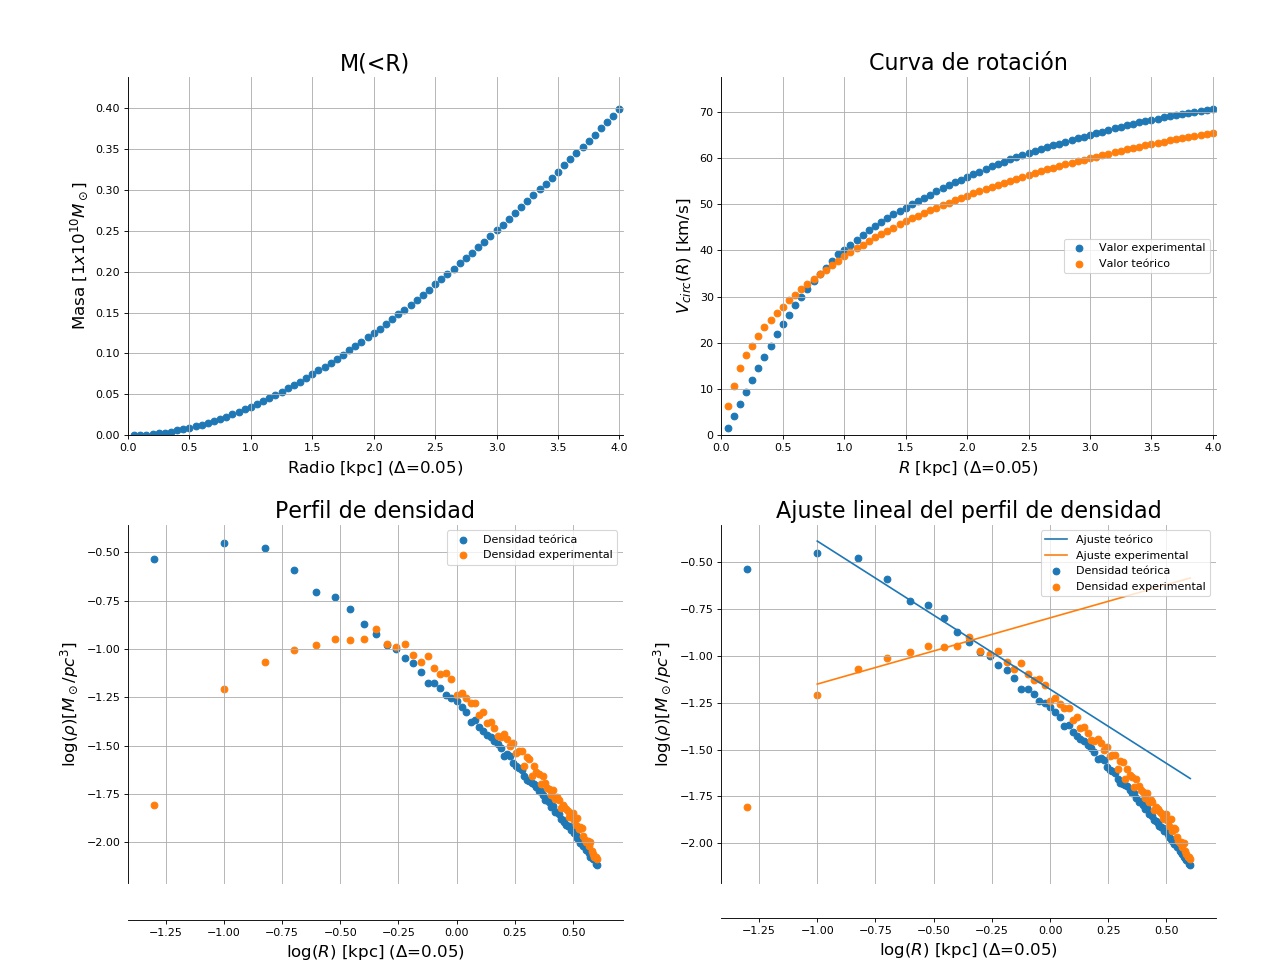 M(<R)
0.40
0.35
0.30
0.25
0.20
0.15
0.10
0.05
0.00
Masa [1x10^{10}M_⊙]
0.0 0.5 1.0 1.5 2.0 2.5 3.0 3.5 4.0
Radio [kpc] (Δ=0.05)
Curva de rotación
70
60
50
40
30
20
10
0
V_{circ}(R) [km/s]
Valor experimental
Valor teórico
0.0 0.5 1.0 1.5 2.0 2.5 3.0 3.5 4.0
R [kpc] (Δ=0.05)
Perfil de densidad
Densidad teórica
Densidad experimental
−0.50
−0.75
−1.00
−1.25
−1.50
−1.75
−2.00
log(ρ)[M_⊙/pc^3]
−1.25 −1.00 −0.75 −0.50 −0.25 0.00 0.25 0.50
log(R) [kpc] (Δ=0.05)
Ajuste lineal del perfil de densidad
Ajuste teórico
Ajuste experimental
Densidad teórica
Densidad experimental
−0.50
−0.75
−1.00
−1.25
−1.50
−1.75
−2.00
log(ρ)[M_⊙/pc^3]
−1.25 −1.00 −0.75 −0.50 −0.25 0.00 0.25 0.50
log(R) [kpc] (Δ=0.05)